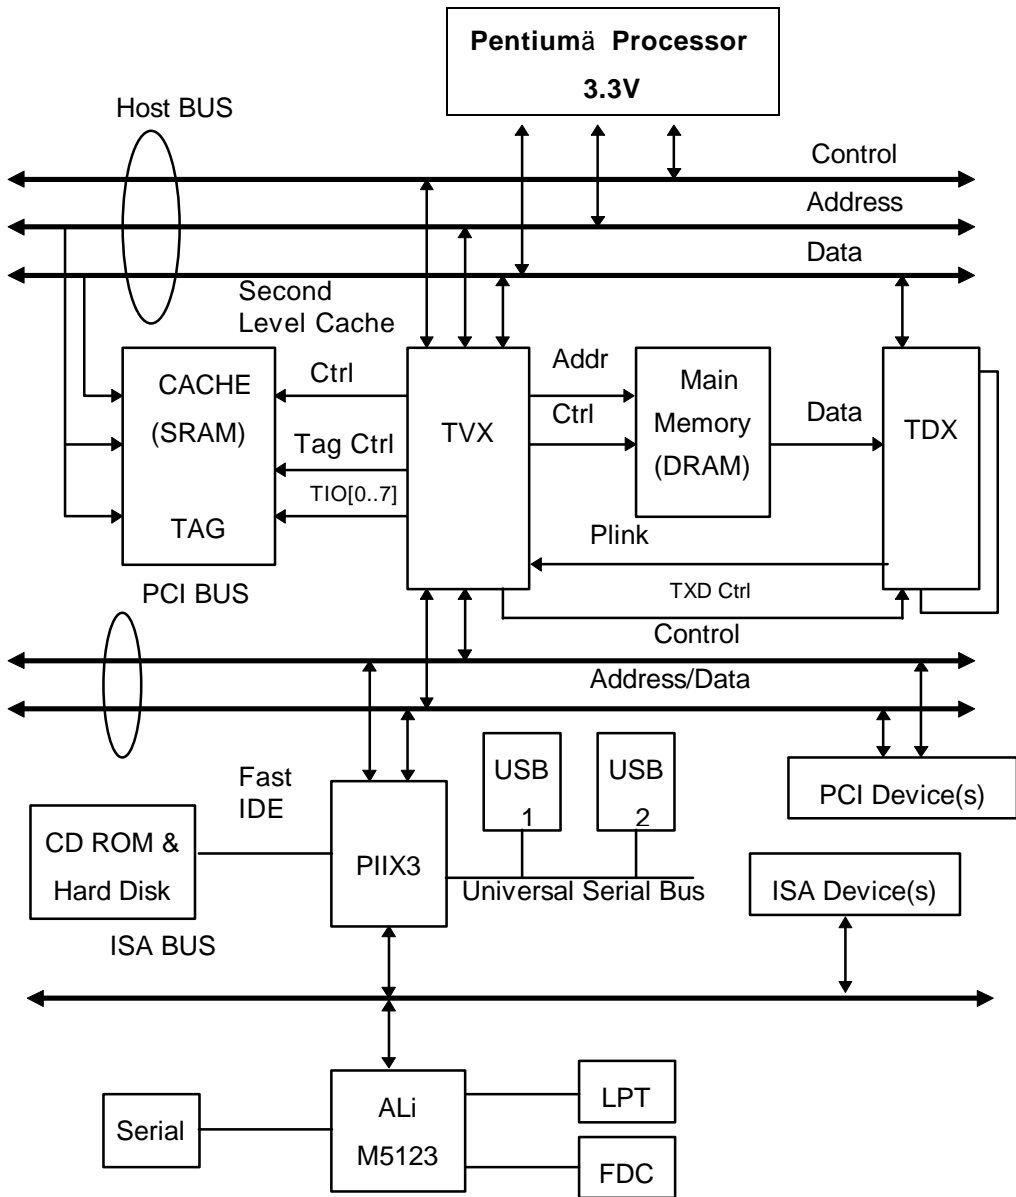 Pentiumä Processor
3.3V
Host BUS
Control
Address
Data
Second
Level Cache
CACHE
(SRAM)
TAG
Ctrl
Tag Ctrl
TIO[0..7]
TVX
Addr
Ctrl
Main
Memory
(DRAM)
Data
TDX
Plink
TXD Ctrl
PCI BUS
Control
Address/Data
Fast
IDE
USB
1
USB
2
PCI Device(s)
CD ROM &
Hard Disk
PIIX3
Universal Serial Bus
ISA Device(s)
ISA BUS
Serial
ALi
M5123
LPT
FDC